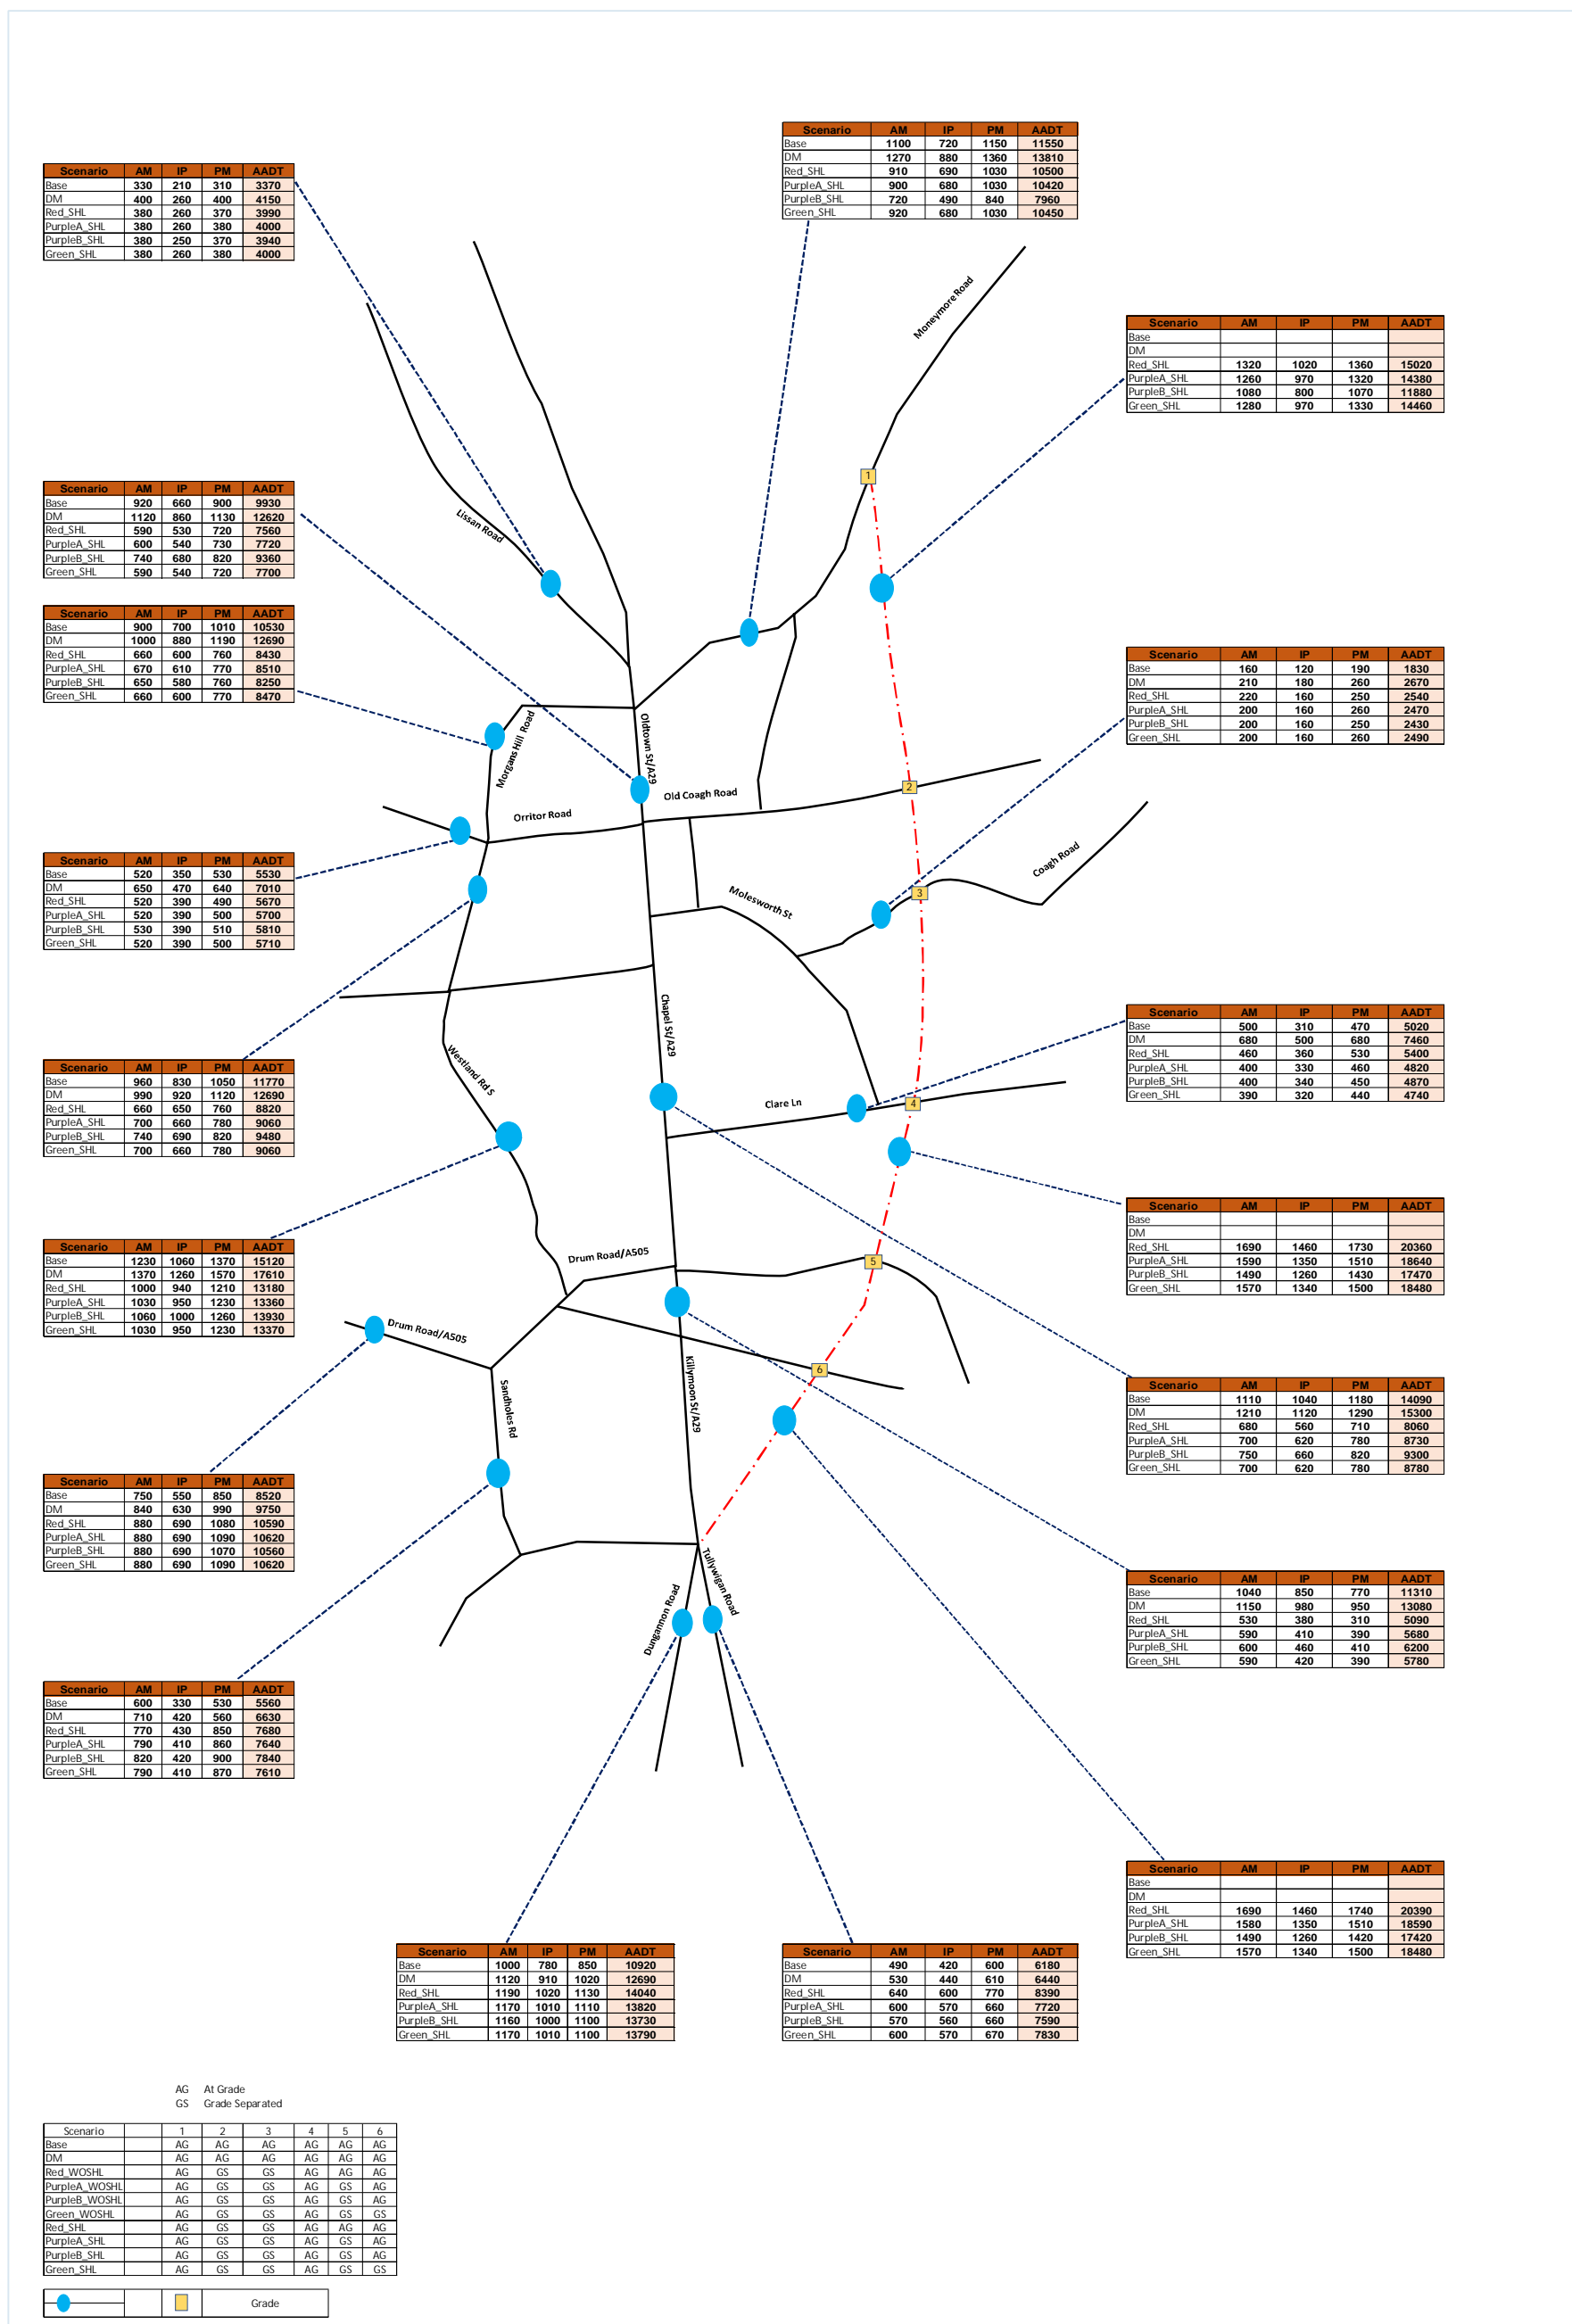 Scenario AM IP PM AADT
Base 1100 720 1150 11550
DM 1270 880 1360 13810
Red_SHL 910 690 1030 10500
PurpleA_SHL 900 680 1030 10420
PurpleB_SHL 720 490 840 7960
Green_SHL 920 680 1030 10450
Scenario AM IP PM AADT
Base 330 210 310 3370
DM 400 260 400 4150
Red_SHL 380 260 370 3990
PurpleA_SHL 380 260 380 4000
PurpleB_SHL 380 250 370 3940
Green_SHL 380 260 380 4000
Moneymore Road
Scenario AM IP PM AADT
Base
DM
Red_SHL 1320 1020 1360 15020
PurpleA_SHL 1260 970 1320 14380
PurpleB_SHL 1080 800 1070 11880
Green_SHL 1280 970 1330 14460
1
Scenario AM IP PM AADT
Base 920 660 900 9930
DM 1120 860 1130 12620
Red_SHL 590 530 720 7560
PurpleA_SHL 600 540 730 7720
PurpleB_SHL 740 680 820 9360
Green_SHL 590 540 720 7700
Lissan Road
Scenario AM IP PM AADT
Base 900 700 1010 10530
DM 1000 880 1190 12690
Red_SHL 660 600 760 8430
PurpleA_SHL 670 610 770 8510
PurpleB_SHL 650 580 760 8250
Green_SHL 660 600 770 8470
Scenario AM IP PM AADT
Base 160 120 190 1830
DM 210 180 260 2670
Red_SHL 220 160 250 2540
PurpleA_SHL 200 160 260 2470
PurpleB_SHL 200 160 250 2430
Green_SHL 200 160 260 2490
Morgans Hill Road
Oldtown St/A29
2
Old Coagh Road
Orritor Road
Coagh Road
Scenario AM IP PM AADT
Base 520 350 530 5530
DM 650 470 640 7010
Red_SHL 520 390 490 5670
PurpleA_SHL 520 390 500 5700
PurpleB_SHL 530 390 510 5810
Green_SHL 520 390 500 5710
3
Molesworth St
Chapel St/A29
Scenario AM IP PM AADT
Base 500 310 470 5020
DM 680 500 680 7460
Red_SHL 460 360 530 5400
PurpleA_SHL 400 330 460 4820
PurpleB_SHL 400 340 450 4870
Green_SHL 390 320 440 4740
Westland Rd S
Scenario AM IP PM AADT
Base 960 830 1050 11770
DM 990 920 1120 12690
Red_SHL 660 650 760 8820
PurpleA_SHL 700 660 780 9060
PurpleB_SHL 740 690 820 9480
Green_SHL 700 660 780 9060
Clare Ln
4
Scenario AM IP PM AADT
Base
DM
Red_SHL 1690 1460 1730 20360
PurpleA_SHL 1590 1350 1510 18640
PurpleB_SHL 1490 1260 1430 17470
Green_SHL 1570 1340 1500 18480
Scenario AM IP PM AADT
Base 1230 1060 1370 15120
DM 1370 1260 1570 17610
Red_SHL 1000 940 1210 13180
PurpleA_SHL 1030 950 1230 13360
PurpleB_SHL 1060 1000 1260 13930
Green_SHL 1030 950 1230 13370
Drum Road/A505
5
Drum Road/A505
6
Killymoon St/A29
Sandholes Rd
Scenario AM IP PM AADT
Base 1110 1040 1180 14090
DM 1210 1120 1290 15300
Red_SHL 680 560 710 8060
PurpleA_SHL 700 620 780 8730
PurpleB_SHL 750 660 820 9300
Green_SHL 700 620 780 8780
Scenario AM IP PM AADT
Base 750 550 850 8520
DM 840 630 990 9750
Red_SHL 880 690 1080 10590
PurpleA_SHL 880 690 1090 10620
PurpleB_SHL 880 690 1070 10560
Green_SHL 880 690 1090 10620
Scenario AM IP PM AADT
Base 1040 850 770 11310
DM 1150 980 950 13080
Red_SHL 530 380 310 5090
PurpleA_SHL 590 410 390 5680
PurpleB_SHL 600 460 410 6200
Green_SHL 590 420 390 5780
Dungannon Road
Tullywigan Road
Scenario AM IP PM AADT
Base 600 330 530 5560
DM 710 420 560 6630
Red_SHL 770 430 850 7680
PurpleA_SHL 790 410 860 7640
PurpleB_SHL 820 420 900 7840
Green_SHL 790 410 870 7610
Scenario AM IP PM AADT
Base
DM
Red_SHL 1690 1460 1740 20390
PurpleA_SHL 1580 1350 1510 18590
PurpleB_SHL 1490 1260 1420 17420
Green_SHL 1570 1340 1500 18480
Scenario AM IP PM AADT
Base 1000 780 850 10920
DM 1120 910 1020 12690
Red_SHL 1190 1020 1130 14040
PurpleA_SHL 1170 1010 1110 13820
PurpleB_SHL 1160 1000 1100 13730
Green_SHL 1170 1010 1100 13790
Scenario AM IP PM AADT
Base 490 420 600 6180
DM 530 440 610 6440
Red_SHL 640 600 770 8390
PurpleA_SHL 600 570 660 7720
PurpleB_SHL 570 560 660 7590
Green_SHL 600 570 670 7830
AG At Grade
GS Grade Separated
Scenario 1 2 3 4 5 6
Base AG AG AG AG AG AG
DM AG AG AG AG AG AG
Red_WOSHL AG GS GS AG AG AG
PurpleA_WOSHL AG GS GS AG GS AG
PurpleB_WOSHL AG GS GS AG GS AG
Green_WOSHL AG GS GS AG GS GS
Red_SHL AG GS GS AG AG AG
PurpleA_SHL AG GS GS AG GS AG
PurpleB_SHL AG GS GS AG GS AG
Green_SHL AG GS GS AG GS GS
Grade